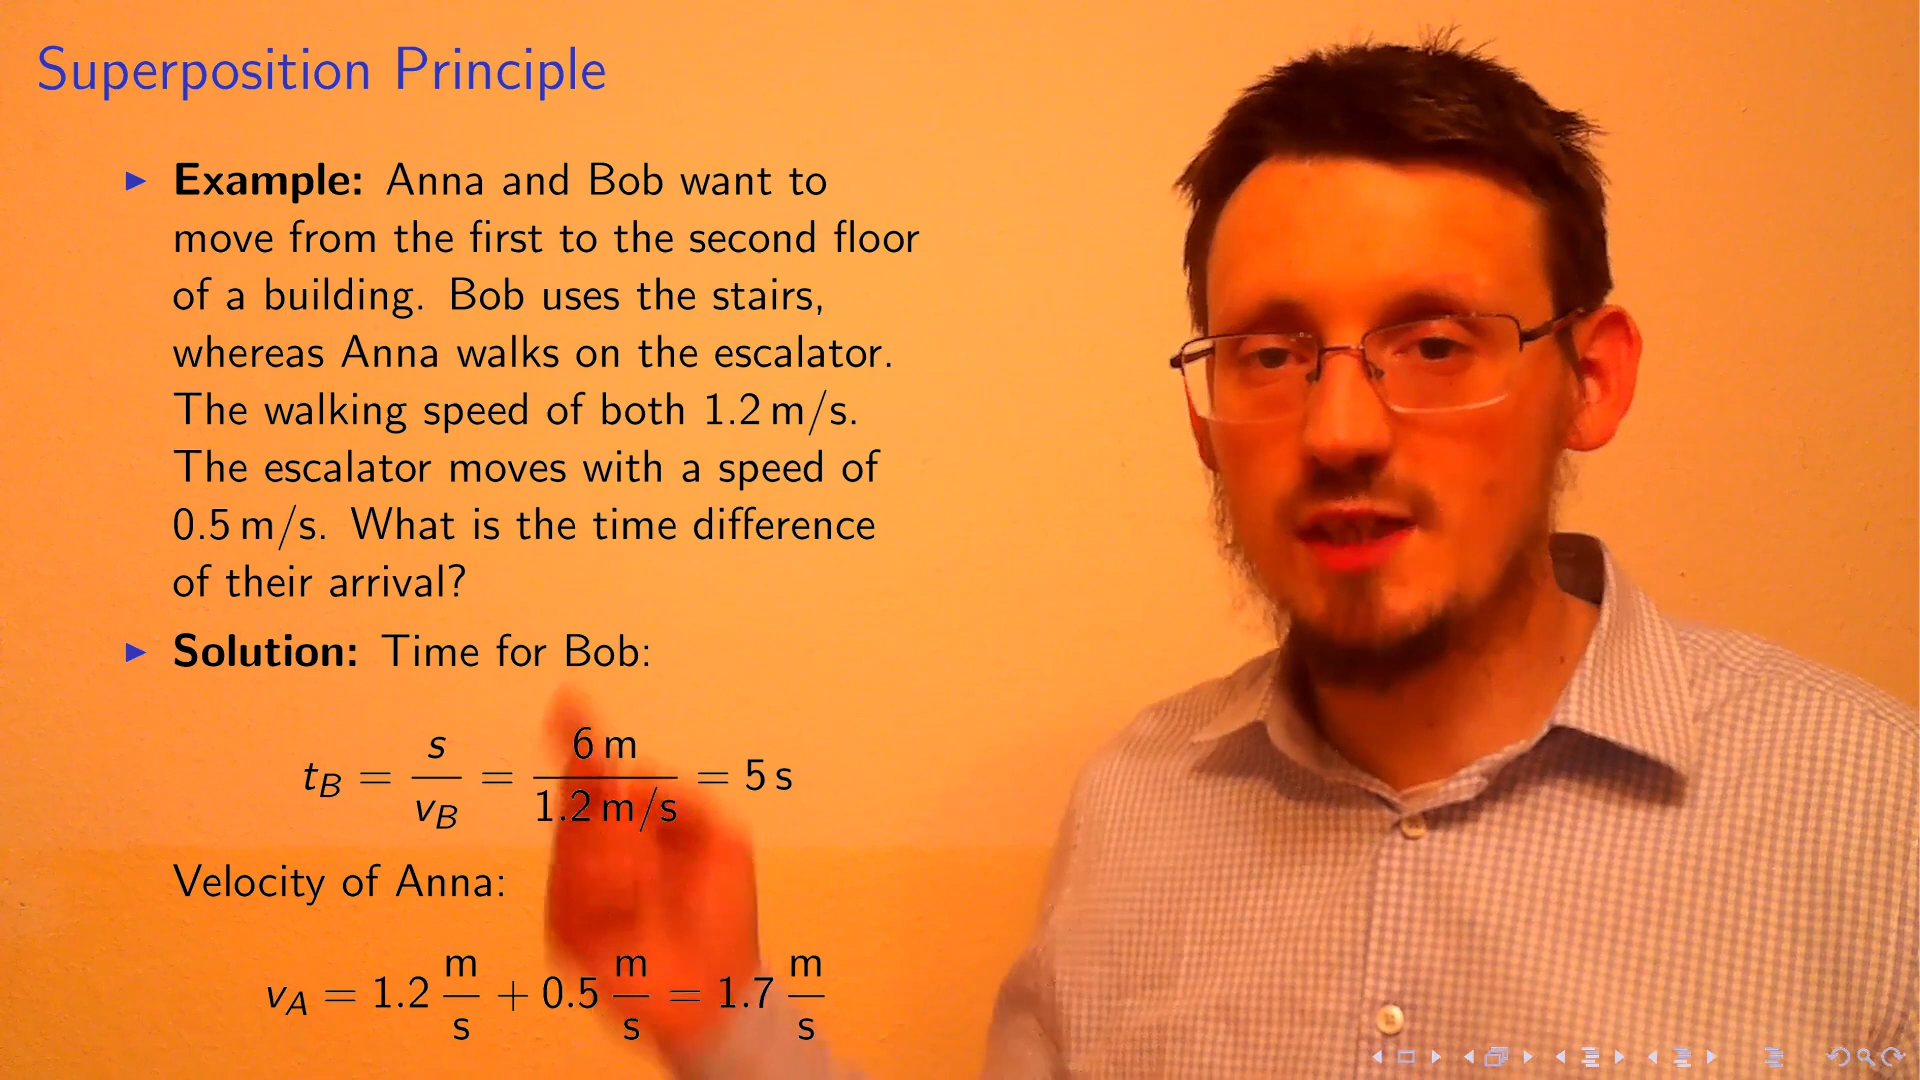 Superposition Principle
Example: Anna and Bob want to
move from the first to the second floor
of a building. Bob uses the stairs,
whereas Anna walks on the escalator.
The walking speed of both 1.2 m/s.
The escalator moves with a speed of
0.5 m/s. What is the time difference
of their arrival?
Solution: Time for Bob:
t_B = s/v_B = 6 m/1.2 m/s = 5 s
Velocity of Anna:
v_A = 1.2 m/s + 0.5 m/s = 1.7 m/s